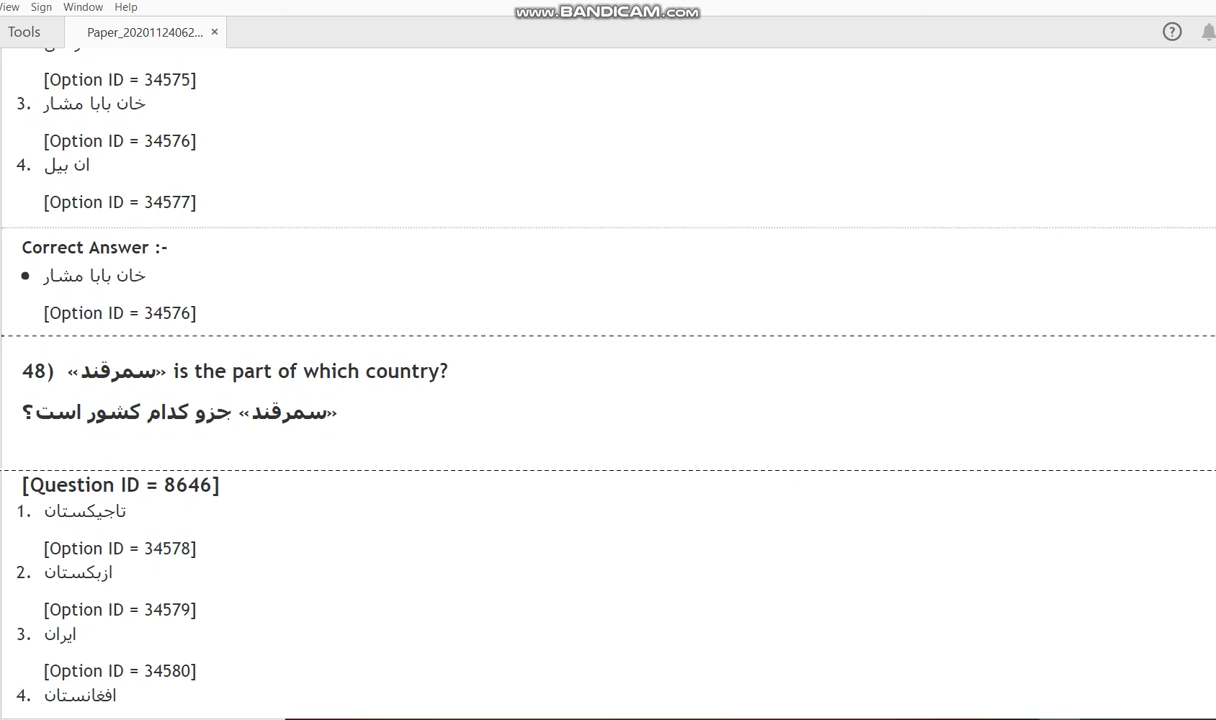 View Sign Window Help
www.BANDICAM.com
Tools Paper_20201124062... ×
[Option ID = 34575]
3. خان بابا مشار
[Option ID = 34576]
4. ان بیل
[Option ID = 34577]
Correct Answer :-
• خان بابا مشار
[Option ID = 34576]
48) «سمرقند» is the part of which country?
«سمرقند» جزو کدام کشور است؟
[Question ID = 8646]
1. تاجیکستان
[Option ID = 34578]
2. ازبکستان
[Option ID = 34579]
3. ایران
[Option ID = 34580]
4. افغانستان